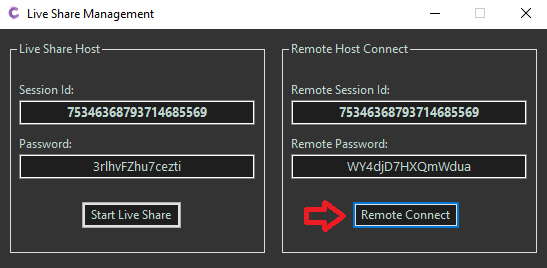 Live Share Management
Live Share Host
Session Id:
75346368793714685569
Password:
3rlhvFZhu7cezti
Start Live Share
Remote Host Connect
Remote Session Id:
75346368793714685569
Remote Password:
WY4djD7HXQmWdua
Remote Connect